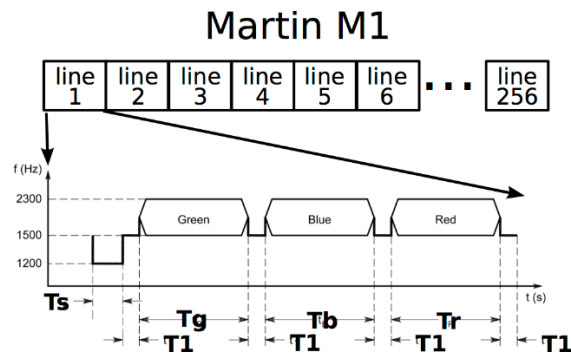 Martin M1
line 1
line 2
line 3
line 4
line 5
line 6
...
line 256
f (Hz)
2300
1500
1200
Green
Blue
Red
t (s)
Ts
Tg
Tb
Tr
T1
T1
T1
T1